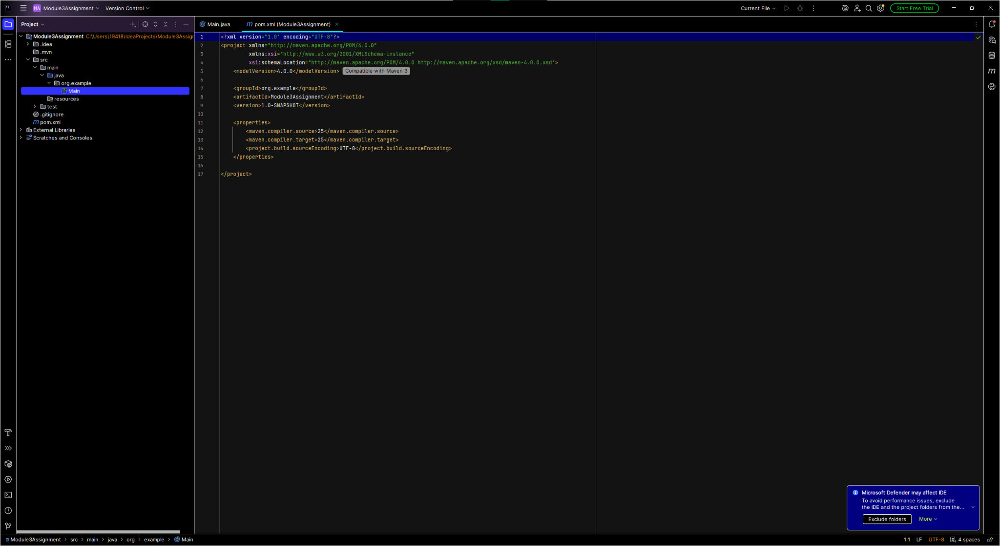 MA Module3Assignment Version Control Current File Start Free Trial
Project Main.java pom.xml (Module3Assignment)
Module3Assignment C:\Users\19418\IdeaProjects\Module3Assigr
.idea
.mvn
src
main
java
org.example
Main
resources
test
.gitignore
pom.xml
External Libraries
Scratches and Consoles
1 <?xml version="1.0" encoding="UTF-8"?>
2 <project xmlns="http://maven.apache.org/POM/4.0.0"
3 xmlns:xsi="http://www.w3.org/2001/XMLSchema-instance"
4 xsi:schemaLocation="http://maven.apache.org/POM/4.0.0 http://maven.apache.org/xsd/maven-4.0.0.xsd">
5 <modelVersion>4.0.0</modelVersion> Compatible with Maven 3
6
7 <groupId>org.example</groupId>
8 <artifactId>Module3Assignment</artifactId>
9 <version>1.0-SNAPSHOT</version>
10
11 <properties>
12 <maven.compiler.source>25</maven.compiler.source>
13 <maven.compiler.target>25</maven.compiler.target>
14 <project.build.sourceEncoding>UTF-8</project.build.sourceEncoding>
15 </properties>
16
17 </project>
Microsoft Defender may affect IDE
To avoid performance issues, exclude
the IDE and the project folders from the...
Exclude folders More
Module3Assignment > src > main > java > org > example > Main 1:1 LF UTF-8 4 spaces